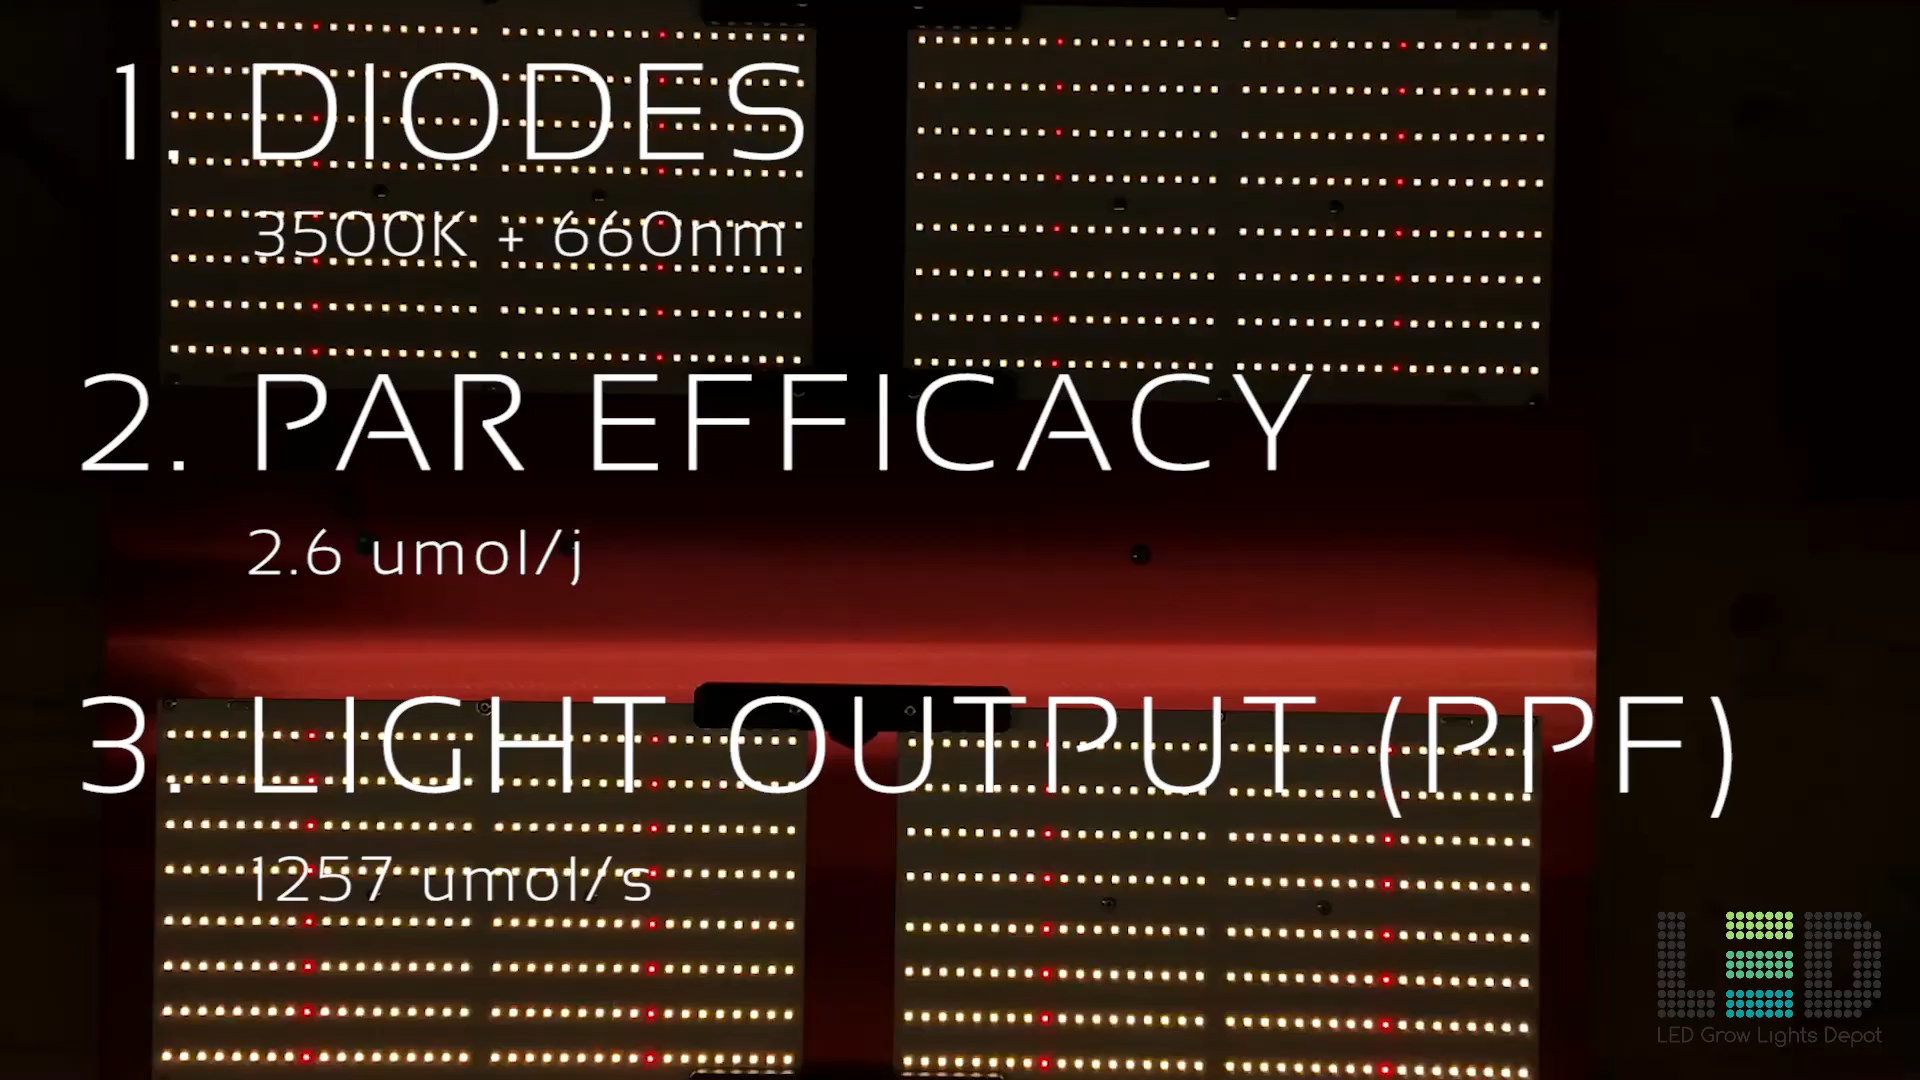 1. DIODES
3500K + 660nm
2. PAR EFFICACY
2.6 umol/j
3. LIGHT OUTPUT (PPF)
1257 umol/s
LED
LED Grow Lights Depot